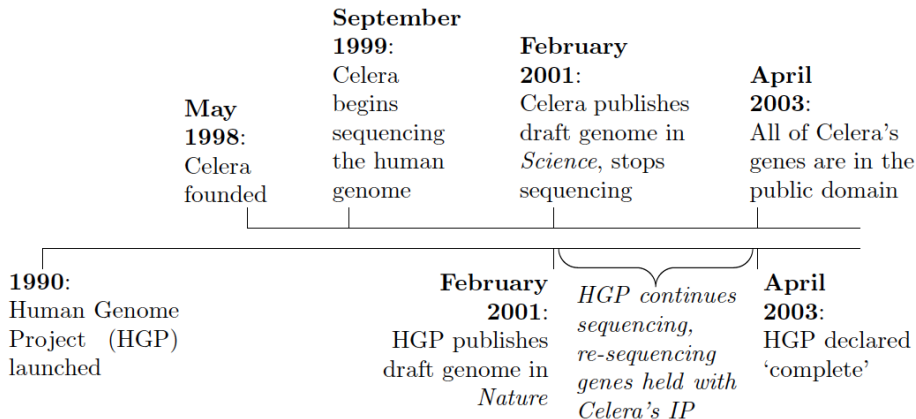 May
1998:
Celera
founded
September
1999:
Celera
begins
sequencing
the human
genome
February
2001:
Celera publishes
draft genome in
Science, stops
sequencing
April
2003:
All of Celera's
genes are in the
public domain
1990:
Human Genome
Project (HGP)
launched
February
2001:
HGP publishes
draft genome in
Nature
HGP continues
sequencing,
re-sequencing
genes held with
Celera's IP
April
2003:
HGP declared
‘complete’